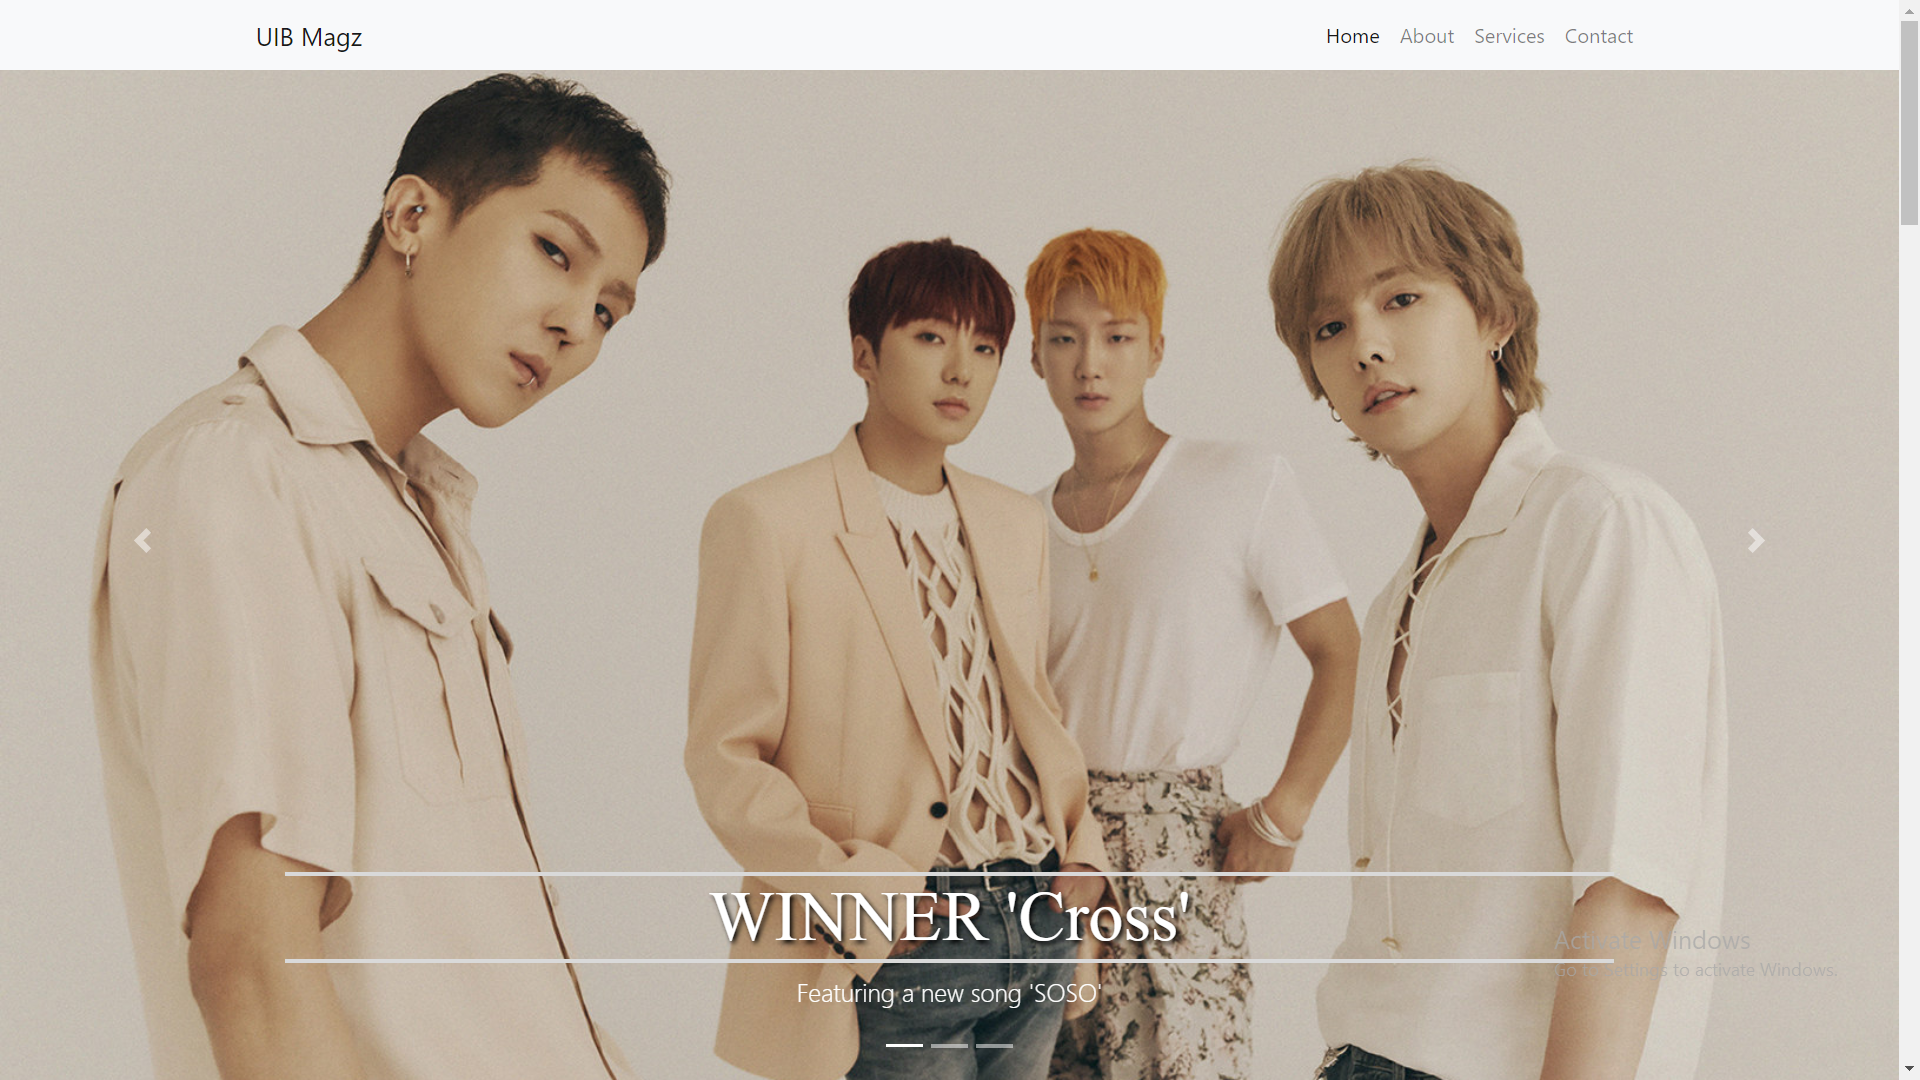 UIB Magz
Home About Services Contact
WINNER 'Cross'
Featuring a new song 'SOSO'
Activate Windows
Go to Settings to activate Windows.